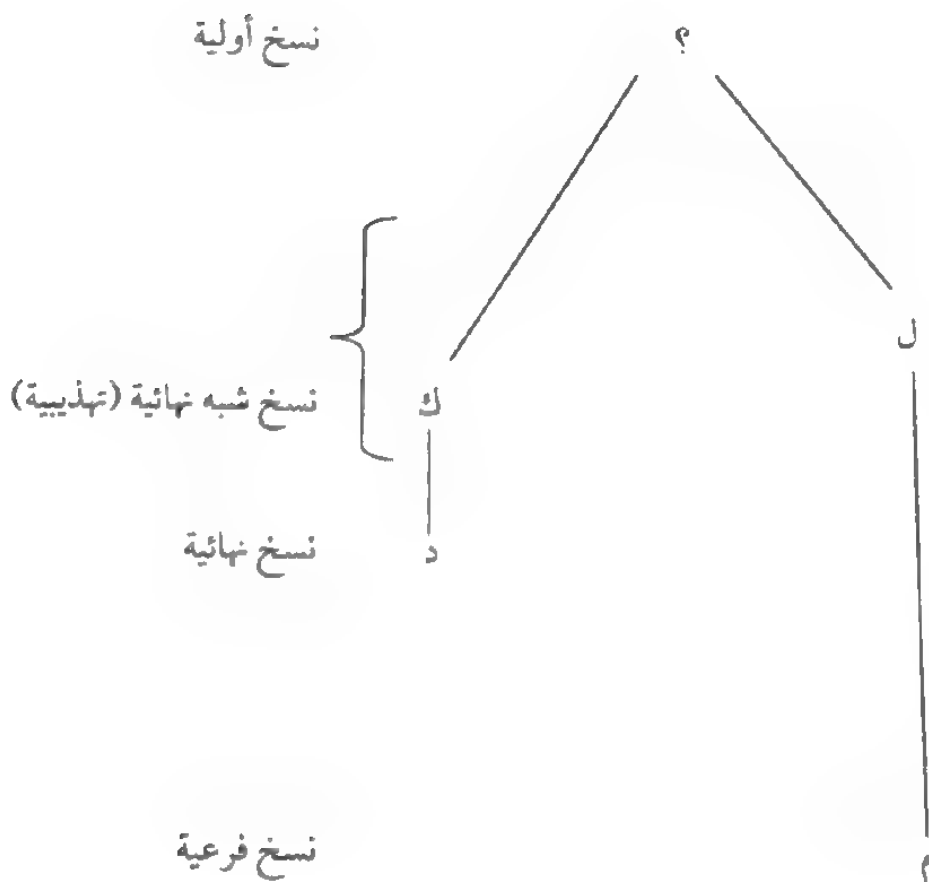 ؟ نسخ أولية
ل
ك نسخ شبه نهائية (تهذيبية)
د نسخ نهائية
م نسخ فرعية